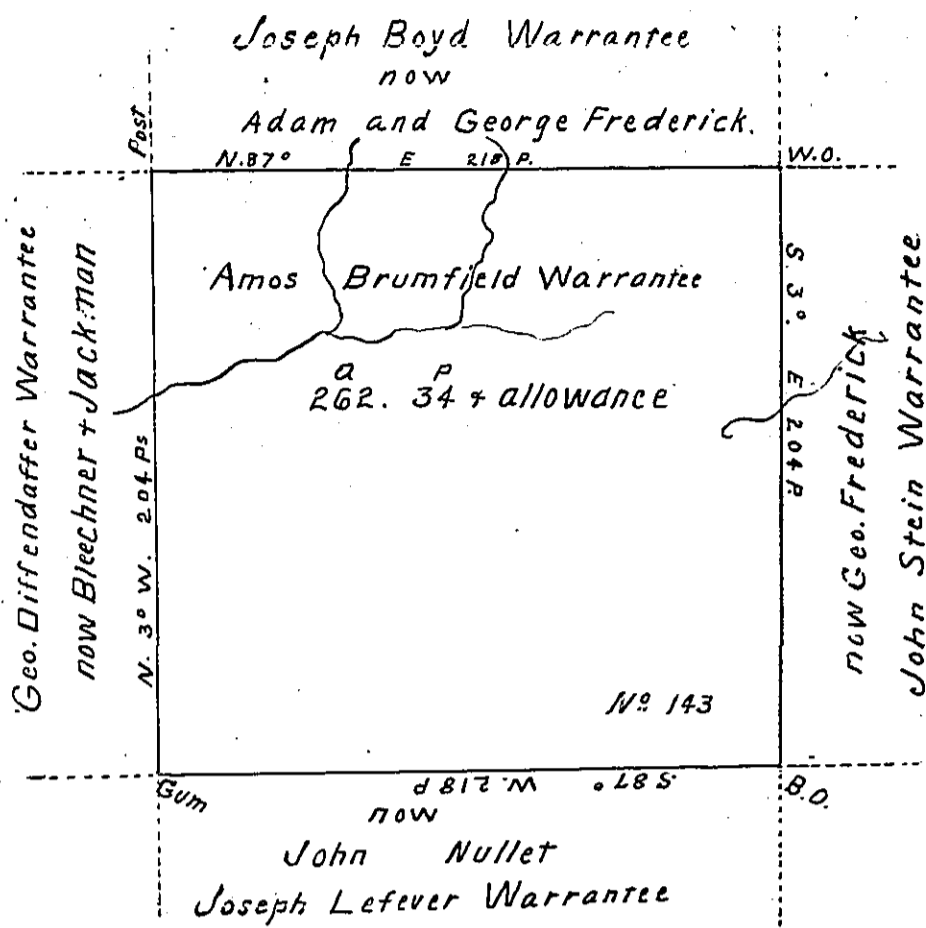 Joseph Boyd Warrantee
now
Adam and George Frederick.
Post
N. 87° E 218 P.
W.O.
Geo. Diffendaffer Warrantee
now Bleechner + Jackman
N. 3° W. 204 Ps
Amos Brumfield Warrantee
a P
262. 34 & allowance
S. 3° E 204 P.
now Geo. Frederick
John Stein Warrantee
Nº 143
Gum
S 87° W. 218 P
B.O.
now
John Nullet
Joseph Lefever Warrantee